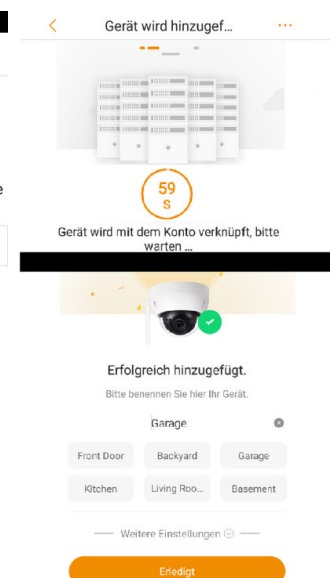 Gerät wird hinzugef...
59
S
Gerät wird mit dem Konto verknüpft, bitte
warten ...
e
Erfolgreich hinzugefügt.
Bitte benennen Sie hier Ihr Gerät.
Garage
Front Door
Backyard
Garage
Kitchen
Living Roo...
Basement
Weitere Einstellungen
Erledigt